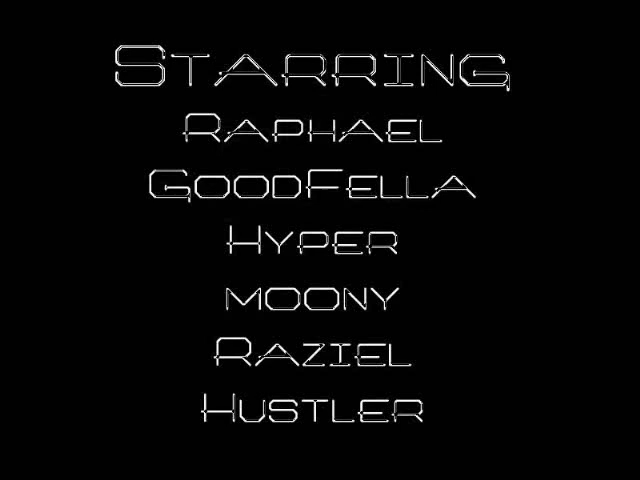 Starring
Raphael
GoodFella
Hyper
moony
Raziel
Hustler